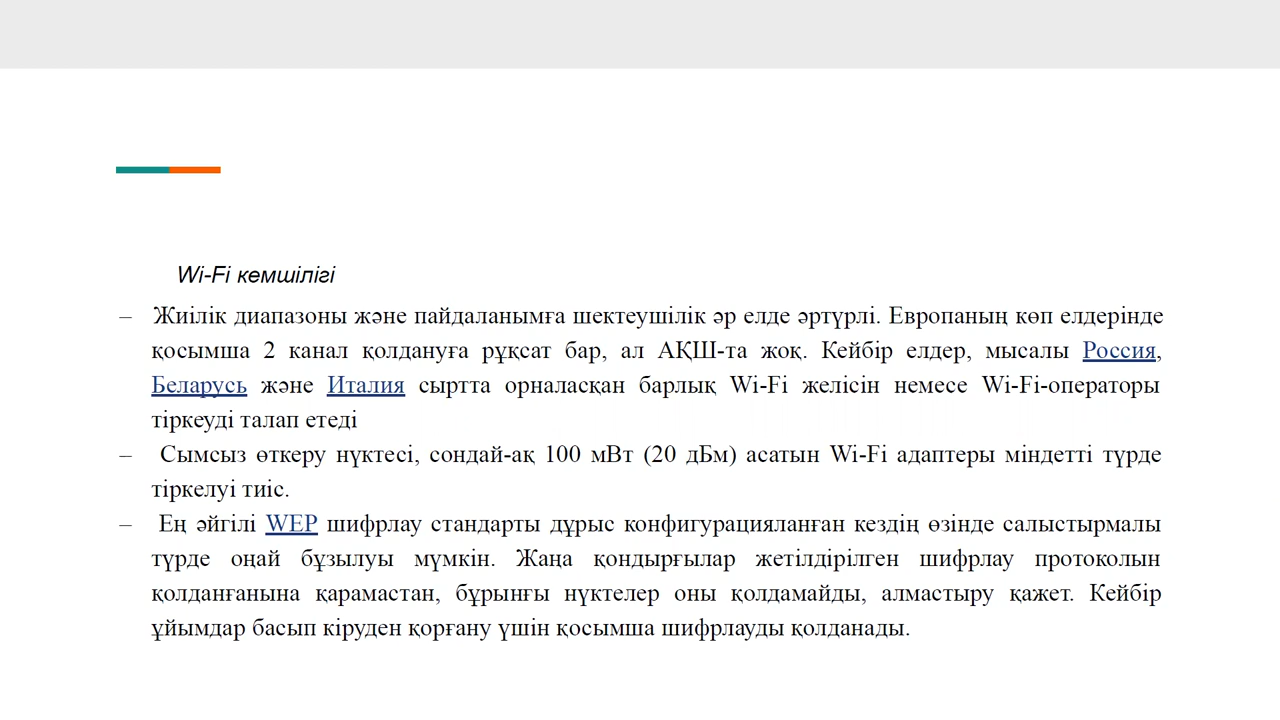 Wi-Fi кемшілігі
– Жиілік диапазоны және пайдаланымға шектеушілік әр елде әртүрлі. Европаның көп елдерінде
қосымша 2 канал қолдануға рұқсат бар, ал АҚШ-та жоқ. Кейбір елдер, мысалы Россия,
Беларусь және Италия сыртта орналасқан барлық Wi-Fi желісін немесе Wi-Fi-операторы
тіркеуді талап етеді
– Сымсыз өткеру нүктесі, сондай-ақ 100 мВт (20 дБм) асатын Wi-Fi адаптеры міндетті түрде
тіркелуі тиіс.
– Ең әйгілі WEP шифрлау стандарты дұрыс конфигурацияланған кездің өзінде салыстырмалы
түрде оңай бұзылуы мүмкін. Жаңа қондырғылар жетілдірілген шифрлау протоколын
қолданғанына қарамастан, бұрынғы нүктелер оны қолдамайды, алмастыру қажет. Кейбір
ұйымдар басып кіруден қорғану үшін қосымша шифрлауды қолданады.